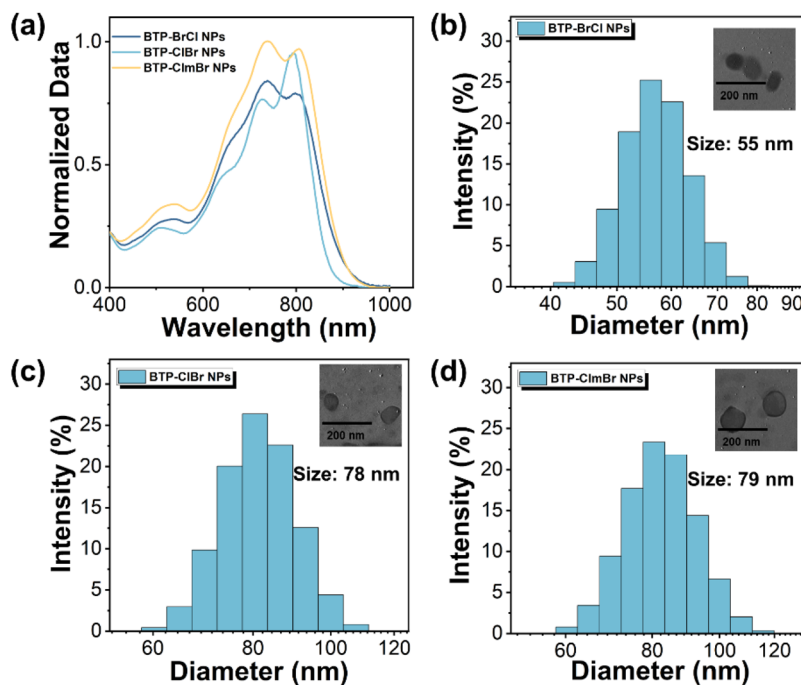 (a)
BTP-BrCl NPs
BTP-ClBr NPs
BTP-ClmBr NPs
Normalized Data
1.0
0.5
0.0
400
600
800
1000
Wavelength (nm)
(b)
BTP-BrCl NPs
200 nm
Size: 55 nm
Intensity (%)
30
25
20
15
10
5
0
40
50
60
70
80
90
Diameter (nm)
(c)
BTP-ClBr NPs
200 nm
Size: 78 nm
Intensity (%)
30
25
20
15
10
5
0
60
80
100
120
Diameter (nm)
(d)
BTP-ClmBr NPs
200 nm
Size: 79 nm
Intensity (%)
30
25
20
15
10
5
0
60
80
100
120
Diameter (nm)